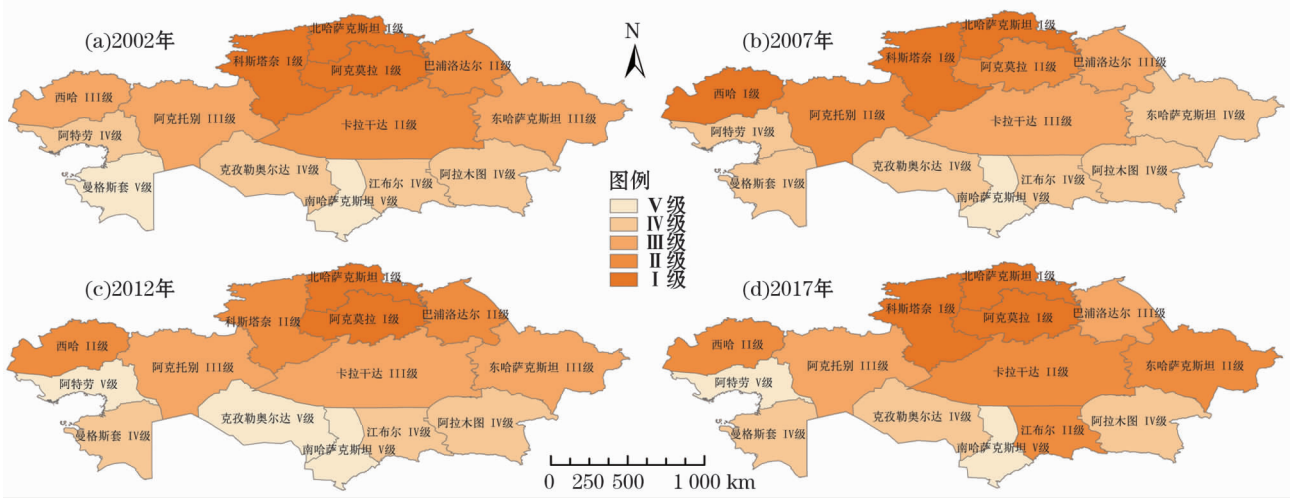 (a)2002年
北哈萨克斯坦 I级
科斯塔奈 I级
阿克莫拉 I级
巴浦洛达尔 II级
西哈 III级
阿克托别 III级
卡拉干达 II级
东哈萨克斯坦 III级
阿特劳 IV级
曼格斯套 V级
克孜勒奥尔达 IV级
南哈萨克斯坦 V级
江布尔 IV级
阿拉木图 IV级
N
(b)2007年
北哈萨克斯坦 I级
科斯塔奈 I级
阿克莫拉 II级
巴浦洛达尔 III级
西哈 I级
阿克托别 II级
卡拉干达 III级
东哈萨克斯坦 IV级
阿特劳 IV级
曼格斯套 IV级
克孜勒奥尔达 IV级
南哈萨克斯坦 V级
江布尔 IV级
阿拉木图 IV级
图例
V级
IV级
III级
II级
I级
(c)2012年
北哈萨克斯坦 I级
科斯塔奈 II级
阿克莫拉 I级
巴浦洛达尔 II级
西哈 II级
阿克托别 III级
卡拉干达 III级
东哈萨克斯坦 III级
阿特劳 V级
曼格斯套 IV级
克孜勒奥尔达 V级
南哈萨克斯坦 V级
江布尔 IV级
阿拉木图 IV级
(d)2017年
北哈萨克斯坦 I级
科斯塔奈 I级
阿克莫拉 I级
巴浦洛达尔 III级
西哈 II级
阿克托别 III级
卡拉干达 II级
东哈萨克斯坦 II级
阿特劳 V级
曼格斯套 IV级
克孜勒奥尔达 IV级
南哈萨克斯坦 V级
江布尔 II级
阿拉木图 IV级
0 250 500 1 000 km